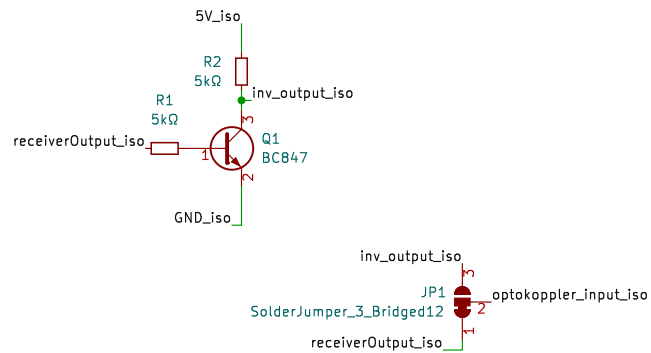 5V_iso
R2
5kΩ
inv_output_iso
R1
5kΩ
3
receiverOutput_iso
Q1
1
BC847
2
GND_iso
inv_output_iso
3
JP1
optokoppler_input_iso
SolderJumper_3_Bridged12
2
1
receiverOutput_iso